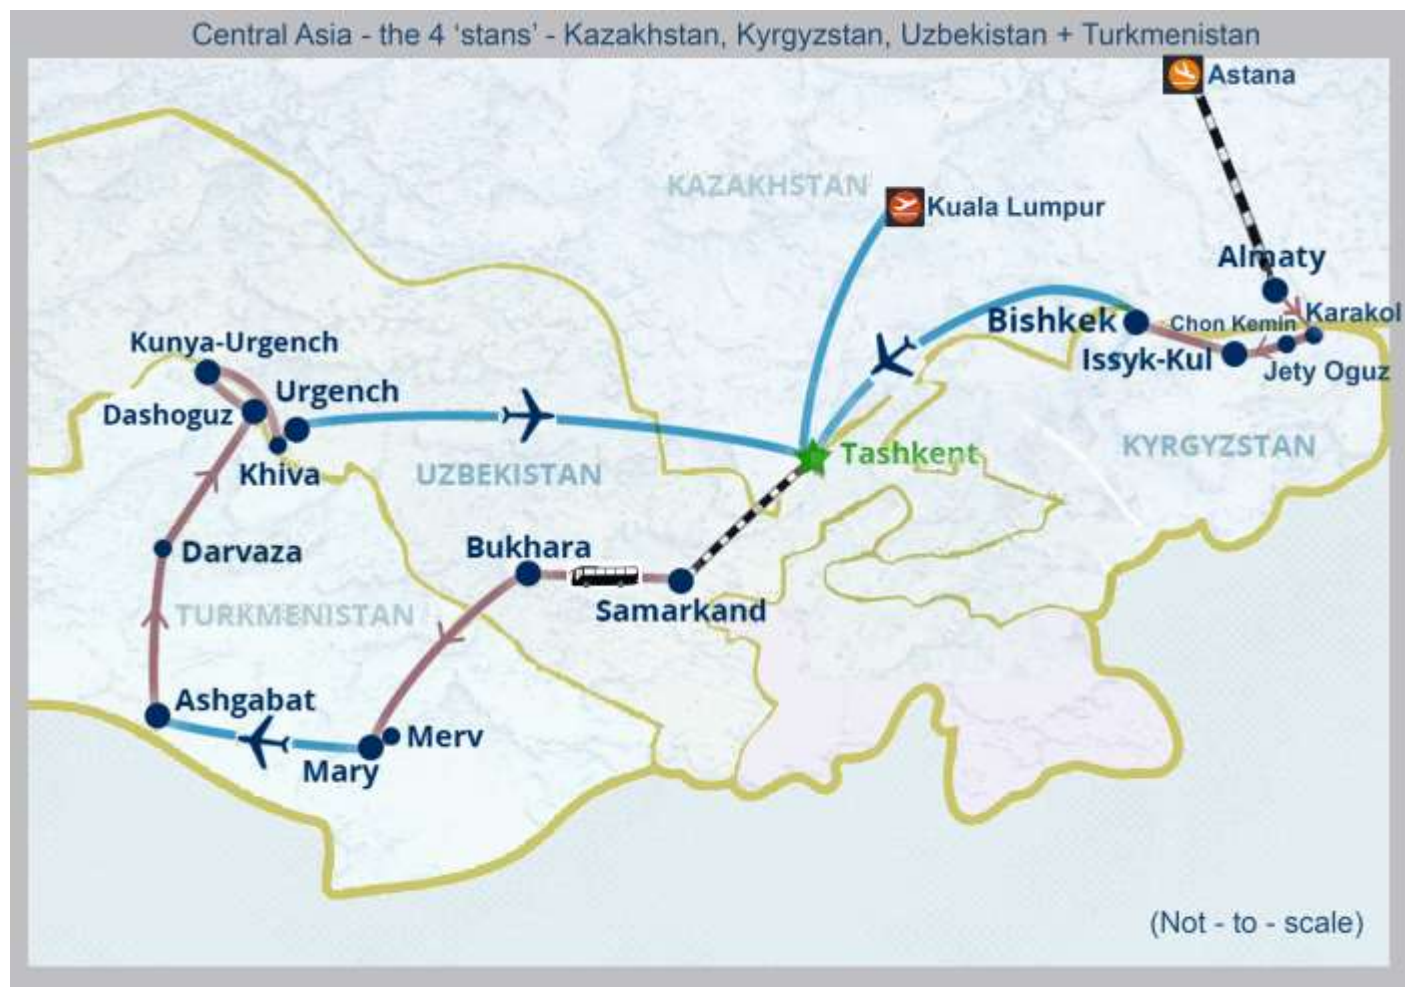 Central Asia - the 4 ‘stans’ - Kazakhstan, Kyrgyzstan, Uzbekistan + Turkmenistan
Astana
KAZAKHSTAN
Kuala Lumpur
Almaty
Karakol
Bishkek
Chon Kemin
Issyk-Kul
Jety Oguz
Kunya-Urgench
Urgench
Dashoguz
Khiva
UZBEKISTAN
Tashkent
KYRGYZSTAN
Darvaza
Bukhara
Samarkand
TURKMENISTAN
Ashgabat
Merv
Mary
(Not - to - scale)